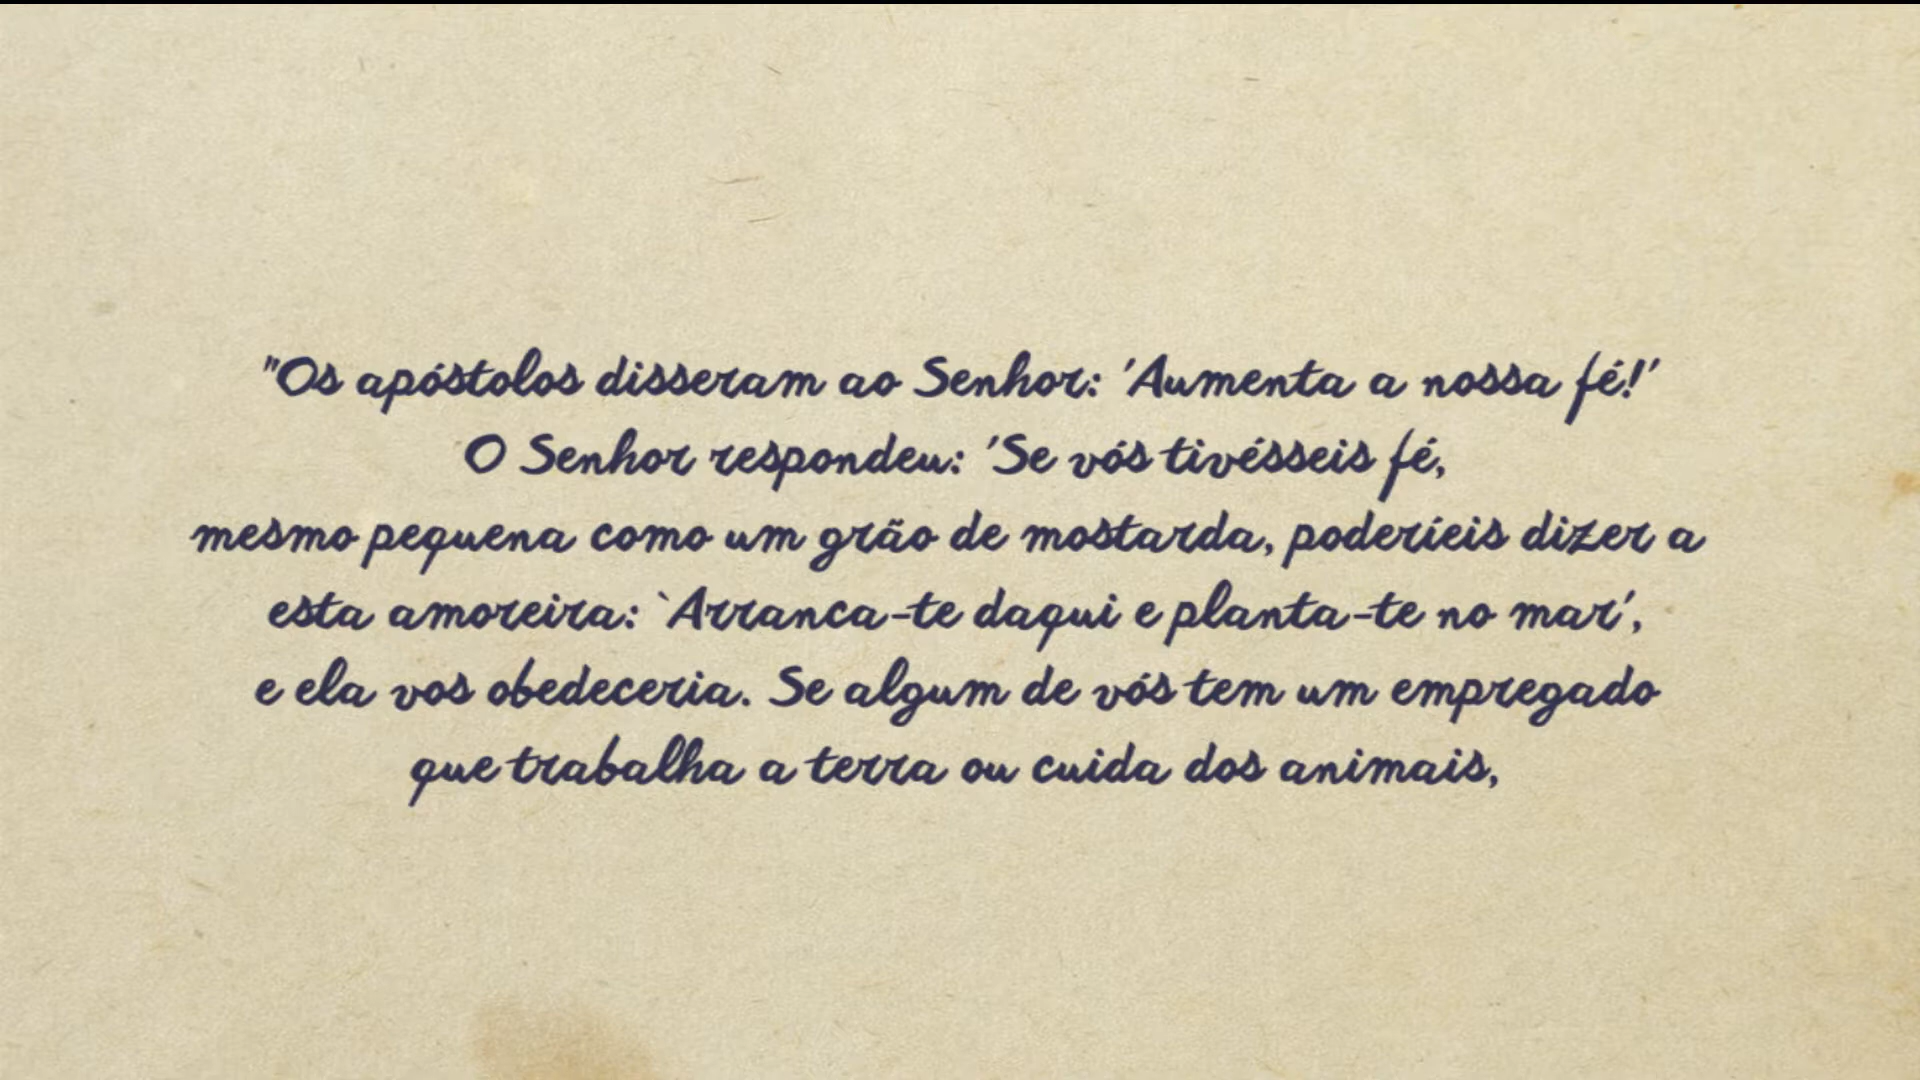 "Os apóstolos disseram ao Senhor: 'Aumenta a nossa fé!'
O Senhor respondeu: 'Se vós tivésseis fé,
mesmo pequena como um grão de mostarda, poderíeis dizer a
esta amoreira: `Arranca-te daqui e planta-te no mar',
e ela vos obedeceria. Se algum de vós tem um empregado
que trabalha a terra ou cuida dos animais,